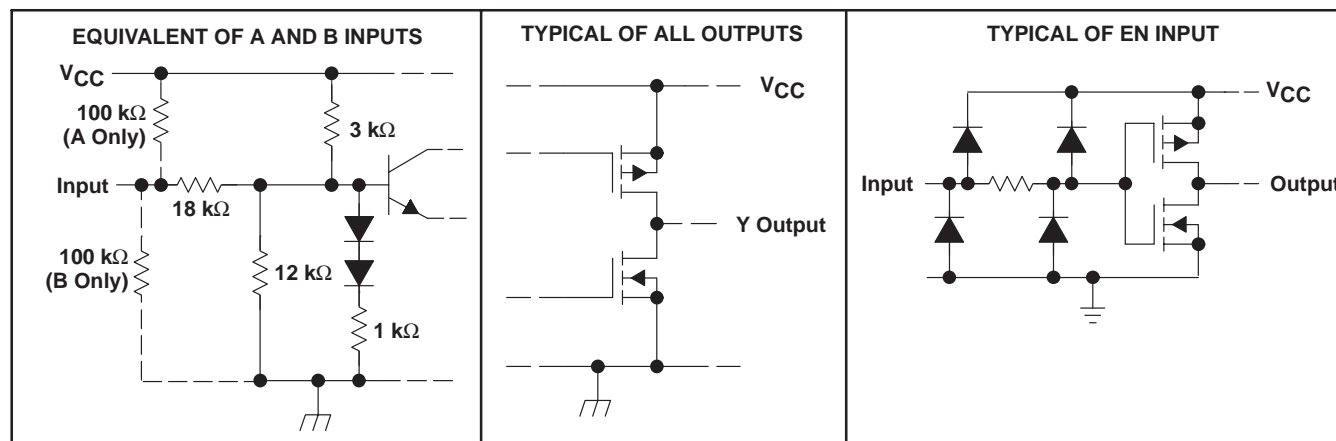 EQUIVALENT OF A AND B INPUTS
VCC
100 kΩ
(A Only)
3 kΩ
Input
18 kΩ
100 kΩ
(B Only)
12 kΩ
1 kΩ
TYPICAL OF ALL OUTPUTS
VCC
Y Output
TYPICAL OF EN INPUT
VCC
Input
Output